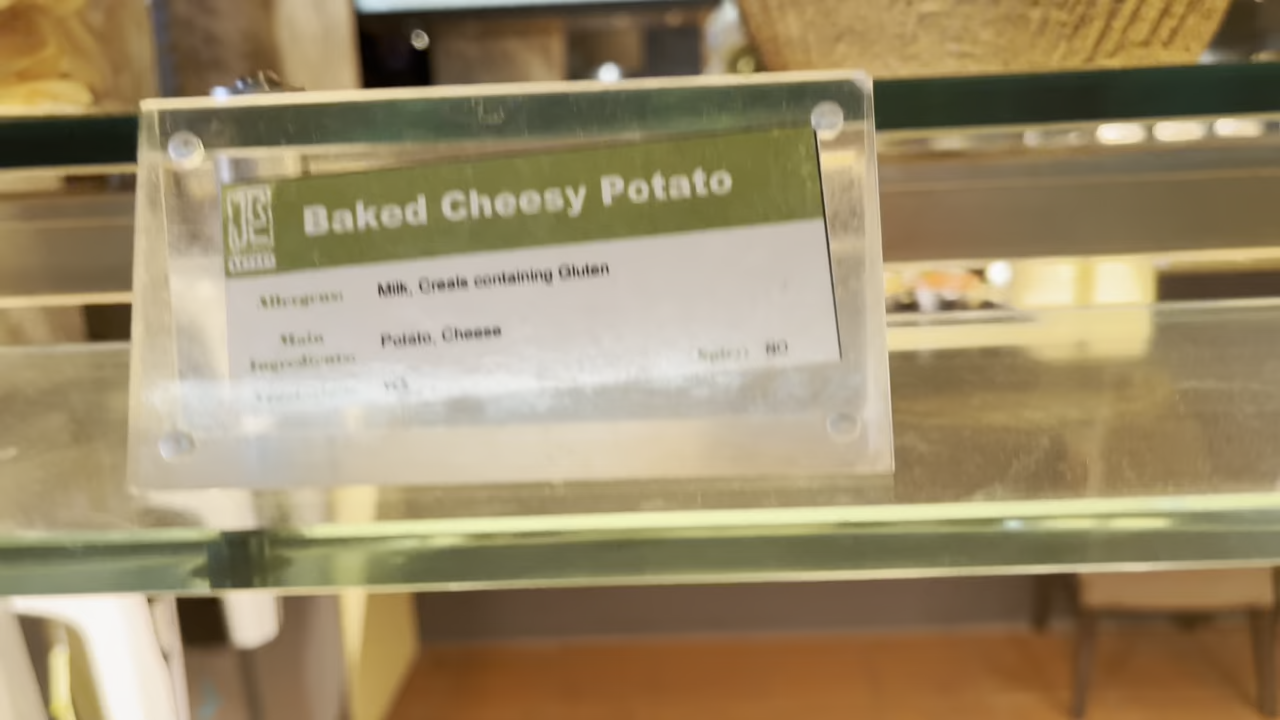 Baked Cheesy Potato
Allergens: Milk, Creals containing Gluten
Main Ingredients: Potato, Cheese
Spicy: NO